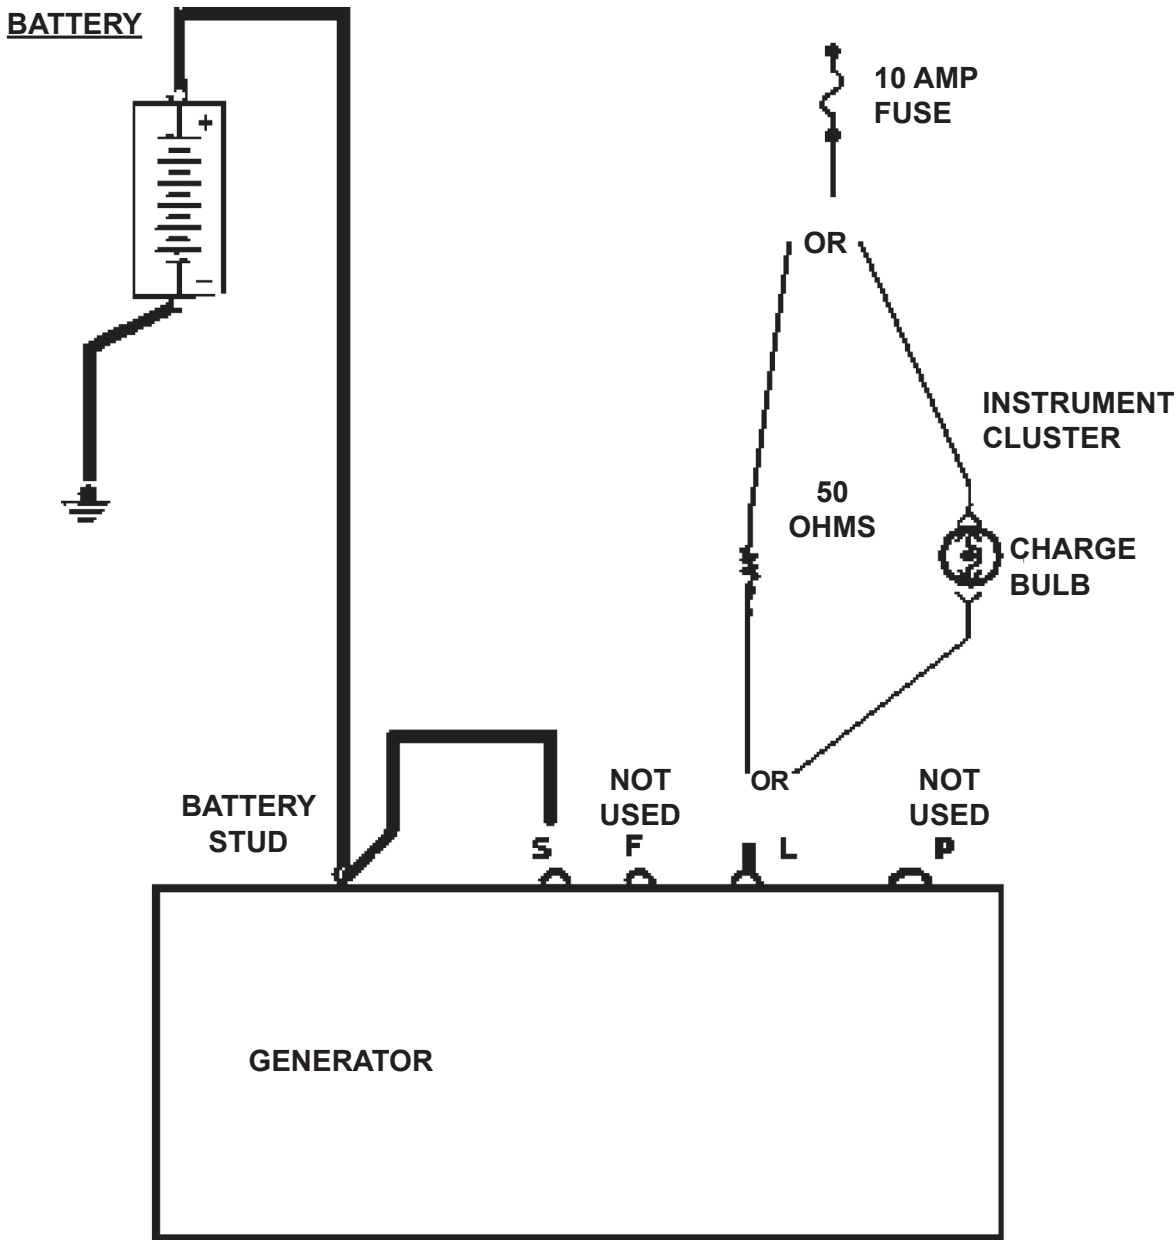 BATTERY
+
−
10 AMP
FUSE
OR
INSTRUMENT
CLUSTER
50
OHMS
CHARGE
BULB
OR
BATTERY
STUD
NOT
USED
NOT
USED
S F L P
GENERATOR